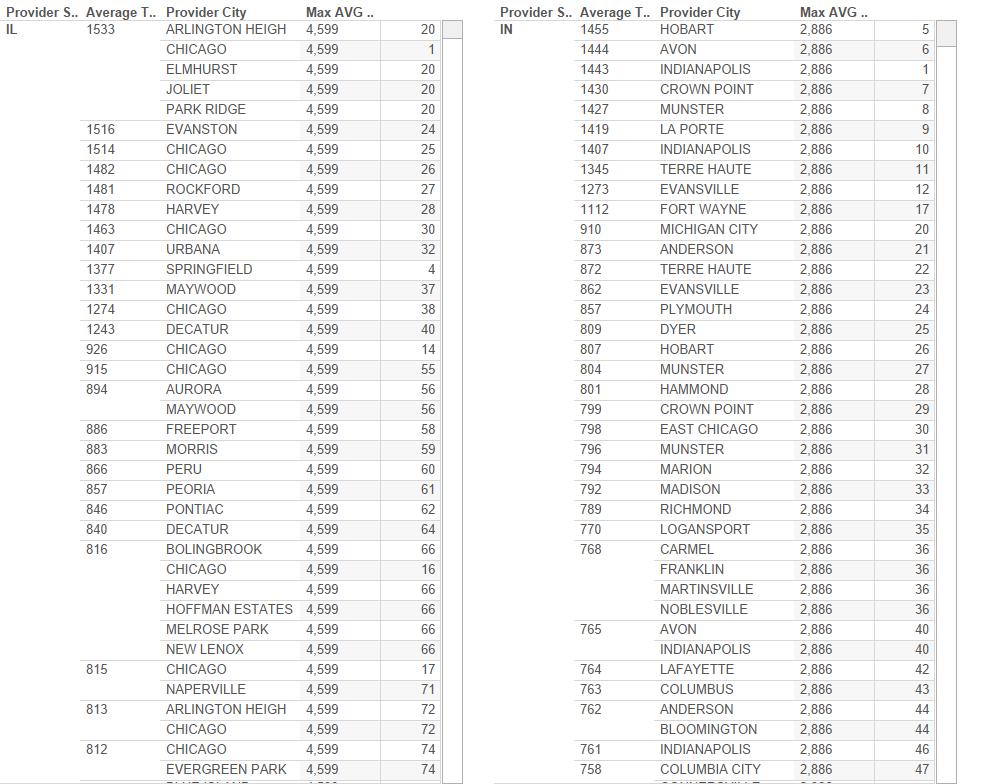 Provider S.. Average T.. Provider City Max AVG ..
IL 1533 ARLINGTON HEIGH 4,599 20
CHICAGO 4,599 1
ELMHURST 4,599 20
JOLIET 4,599 20
PARK RIDGE 4,599 20
1516 EVANSTON 4,599 24
1514 CHICAGO 4,599 25
1482 CHICAGO 4,599 26
1481 ROCKFORD 4,599 27
1478 HARVEY 4,599 28
1463 CHICAGO 4,599 30
1407 URBANA 4,599 32
1377 SPRINGFIELD 4,599 4
1331 MAYWOOD 4,599 37
1274 CHICAGO 4,599 38
1243 DECATUR 4,599 40
926 CHICAGO 4,599 14
915 CHICAGO 4,599 55
894 AURORA 4,599 56
MAYWOOD 4,599 56
886 FREEPORT 4,599 58
883 MORRIS 4,599 59
866 PERU 4,599 60
857 PEORIA 4,599 61
846 PONTIAC 4,599 62
840 DECATUR 4,599 64
816 BOLINGBROOK 4,599 66
CHICAGO 4,599 16
HARVEY 4,599 66
HOFFMAN ESTATES 4,599 66
MELROSE PARK 4,599 66
NEW LENOX 4,599 66
815 CHICAGO 4,599 17
NAPERVILLE 4,599 71
813 ARLINGTON HEIGH 4,599 72
CHICAGO 4,599 72
812 CHICAGO 4,599 74
EVERGREEN PARK 4,599 74
Provider S.. Average T.. Provider City Max AVG ..
IN 1455 HOBART 2,886 5
1444 AVON 2,886 6
1443 INDIANAPOLIS 2,886 1
1430 CROWN POINT 2,886 7
1427 MUNSTER 2,886 8
1419 LA PORTE 2,886 9
1407 INDIANAPOLIS 2,886 10
1345 TERRE HAUTE 2,886 11
1273 EVANSVILLE 2,886 12
1112 FORT WAYNE 2,886 17
910 MICHIGAN CITY 2,886 20
873 ANDERSON 2,886 21
872 TERRE HAUTE 2,886 22
862 EVANSVILLE 2,886 23
857 PLYMOUTH 2,886 24
809 DYER 2,886 25
807 HOBART 2,886 26
804 MUNSTER 2,886 27
801 HAMMOND 2,886 28
799 CROWN POINT 2,886 29
798 EAST CHICAGO 2,886 30
796 MUNSTER 2,886 31
794 MARION 2,886 32
792 MADISON 2,886 33
789 RICHMOND 2,886 34
770 LOGANSPORT 2,886 35
768 CARMEL 2,886 36
FRANKLIN 2,886 36
MARTINSVILLE 2,886 36
NOBLESVILLE 2,886 36
765 AVON 2,886 40
INDIANAPOLIS 2,886 40
764 LAFAYETTE 2,886 42
763 COLUMBUS 2,886 43
762 ANDERSON 2,886 44
BLOOMINGTON 2,886 44
761 INDIANAPOLIS 2,886 46
758 COLUMBIA CITY 2,886 47